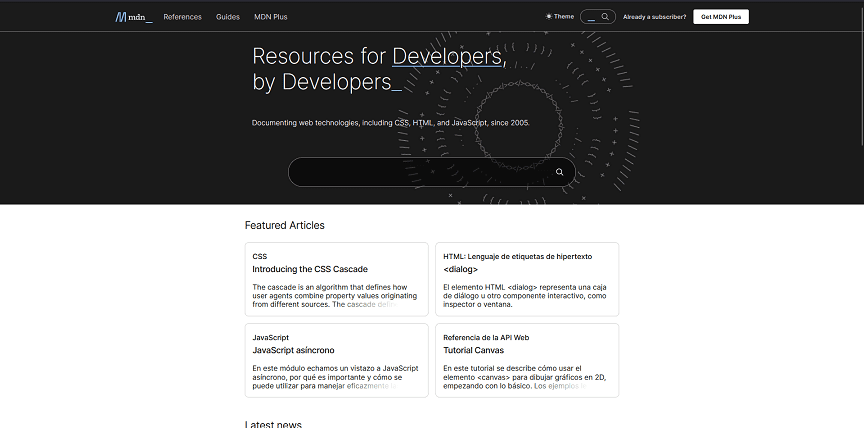 mdn_ References Guides MDN Plus Theme Already a subscriber? Get MDN Plus
Resources for Developers,
by Developers_
Documenting web technologies, including CSS, HTML, and JavaScript, since 2005.
Featured Articles
CSS
Introducing the CSS Cascade
The cascade is an algorithm that defines how
user agents combine property values originating
from different sources. The cascade
HTML: Lenguaje de etiquetas de hipertexto
<dialog>
El elemento HTML <dialog> representa una caja
de diálogo u otro componente interactivo, como
inspector o ventana.
JavaScript
JavaScript asíncrono
En este módulo echamos un vistazo a JavaScript
asíncrono, por qué es importante y cómo se
puede utilizar para manejar eficazmente
Referencia de la API Web
Tutorial Canvas
En este tutorial se describe cómo usar el
elemento <canvas> para dibujar gráficos en 2D,
empezando con lo básico. Los ejemplos
Latest news